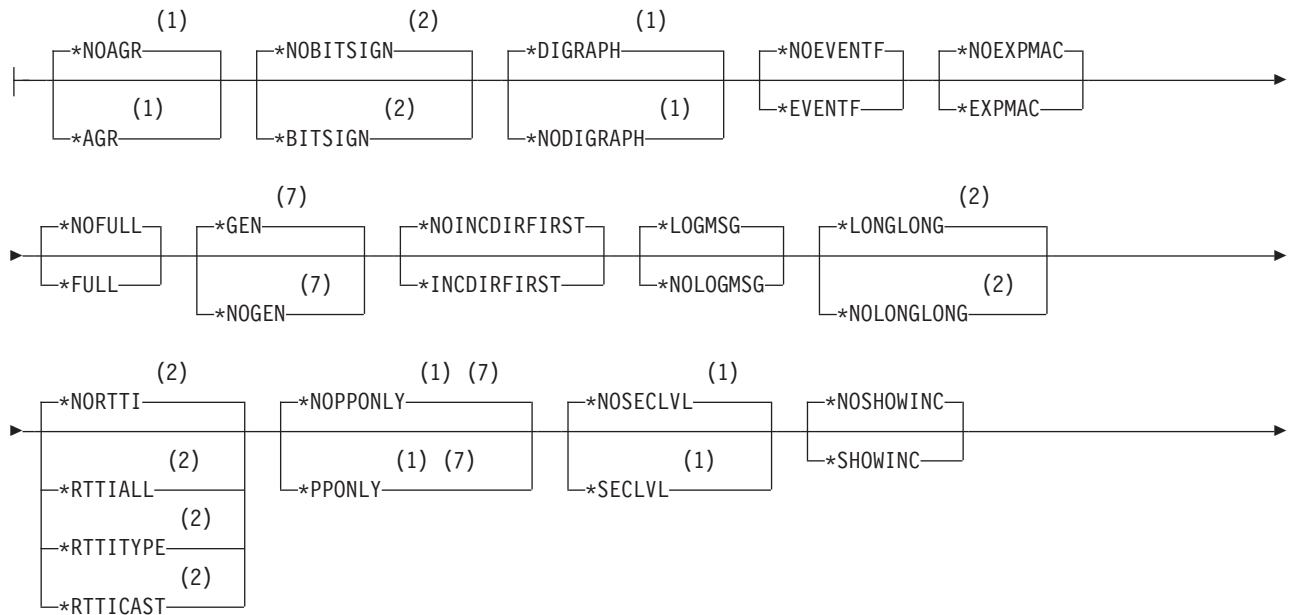 (1) (2) (1)
*NOAGR *NOBITSIGN *DIGRAPH *NOEVENTF *NOEXPMAC
(1) (2) (1) *EVENTF *EXPMAC
*AGR *BITSIGN *NODIGRAPH
(7) (2)
*NOFULL *GEN *NOINCDIRFIRST *LOGMSG *LONGLONG
*FULL (7) *INCDIRFIRST *NOLOGMSG (2)
*NOGEN *NOLONGLONG
(2) (1) (7) (1)
*NORTTI *NOPPONLY *NOSECLVL *NOSHOWINC
(2) (1) (7) (1) *SHOWINC
*RTTIALL *PPONLY *SECLVL
(2)
*RTTITYPE
(2)
*RTTICAST